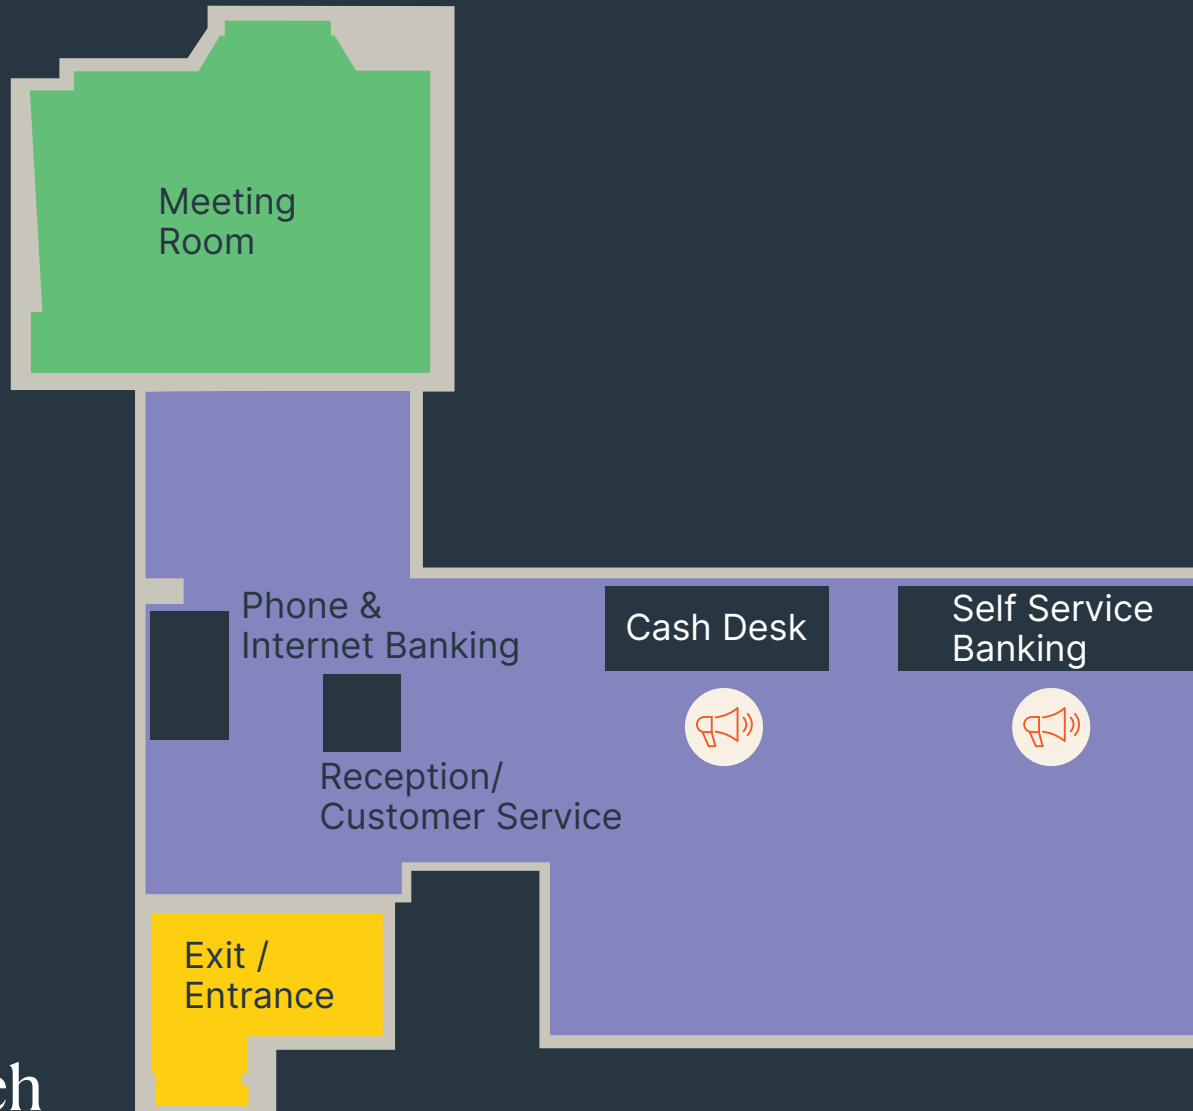 Meeting
Room
Phone &
Internet Banking
Cash Desk
Self Service
Banking
Reception/
Customer Service
Exit /
Entrance